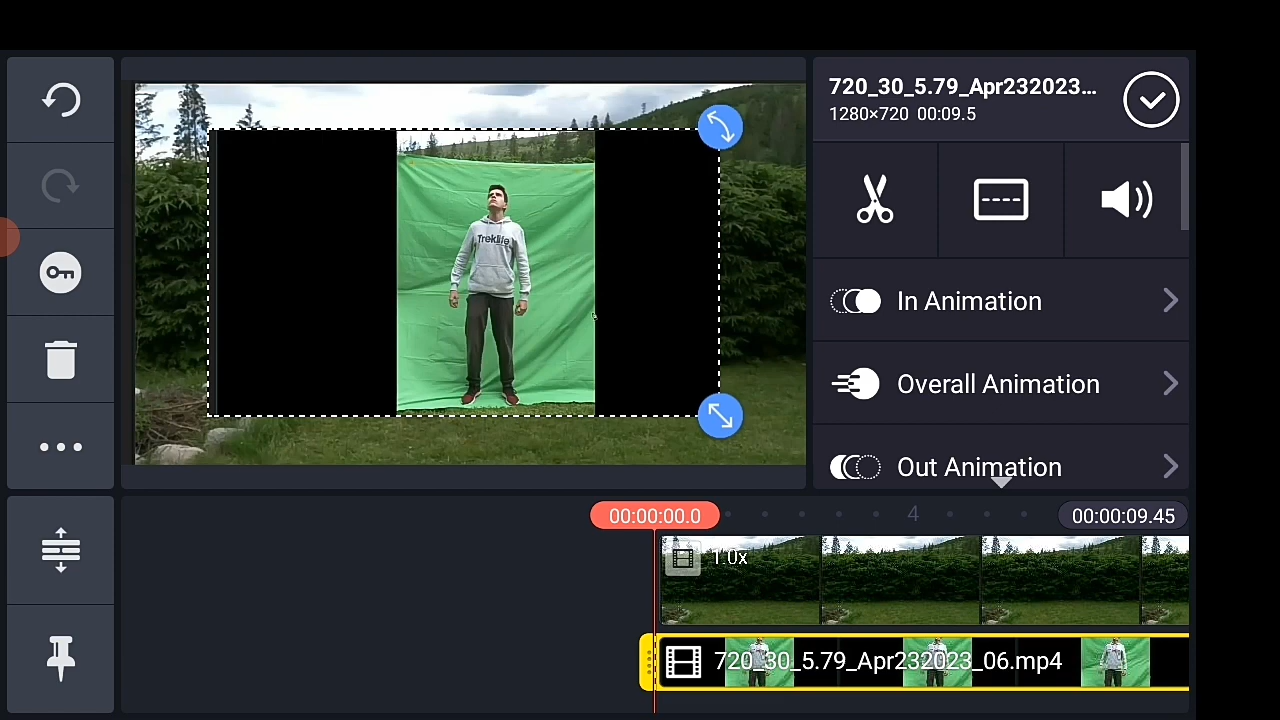 720_30_5.79_Apr232023...
1280×720 00:09.5
Treklife
In Animation
Overall Animation
Out Animation
00:00:00.0
4
00:00:09.45
1.0x
720_30_5.79_Apr232023_06.mp4